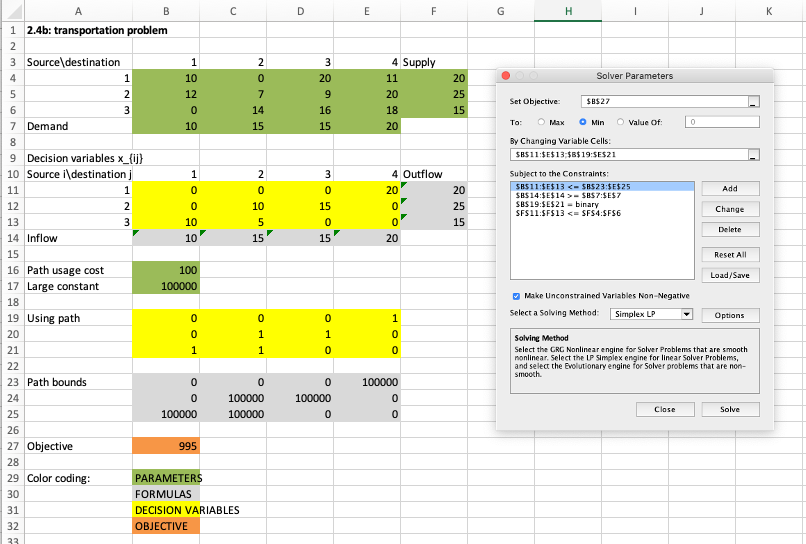 A B C D E F G H I J K
1 2.4b: transportation problem
2
3 Source\destination 1 2 3 4 Supply
4 1 10 0 20 11 20
5 2 12 7 9 20 25
6 3 0 14 16 18 15
7 Demand 10 15 15 20
8
9 Decision variables x_{ij}
10 Source i\destination j 1 2 3 4 Outflow
11 1 0 0 0 20 20
12 2 0 10 15 0 25
13 3 10 5 0 0 15
14 Inflow 10 15 15 20
15
16 Path usage cost 100
17 Large constant 100000
18
19 Using path 0 0 0 1
20 0 1 1 0
21 1 1 0 0
22
23 Path bounds 0 0 0 100000
24 0 100000 100000 0
25 100000 100000 0 0
26
27 Objective 995
28
29 Color coding: PARAMETERS
30 FORMULAS
31 DECISION VARIABLES
32 OBJECTIVE
33
Solver Parameters
Set Objective: $B$27
To: Max Min Value Of: 0
By Changing Variable Cells:
$B$11:$E$13;$B$19:$E$21
Subject to the Constraints:
$B$11:$E$13 <= $B$23:$E$25
$B$14:$E$14 >= $B$7:$E$7
$B$19:$E$21 = binary
$F$11:$F$13 <= $F$4:$F$6
Add
Change
Delete
Reset All
Load/Save
Make Unconstrained Variables Non-Negative
Select a Solving Method: Simplex LP Options
Solving Method
Select the GRG Nonlinear engine for Solver Problems that are smooth
nonlinear. Select the LP Simplex engine for linear Solver Problems,
and select the Evolutionary engine for Solver problems that are non-
smooth.
Close Solve